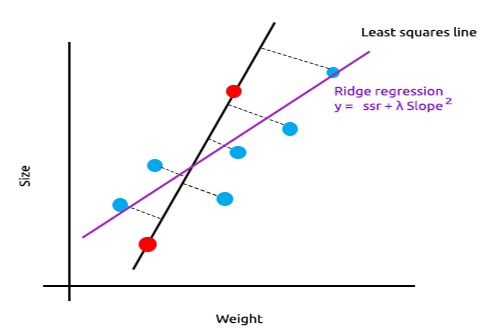 Least squares line
Ridge regression
y = ssr + λ Slope²
Size
Weight